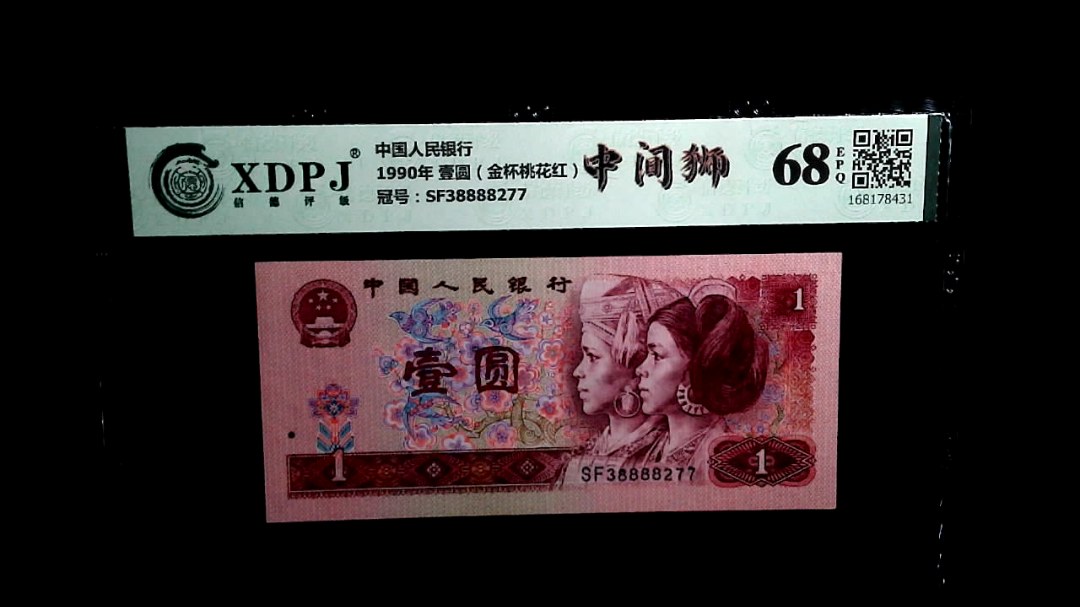 XDPJ®
信德评级
中国人民银行
1990年 壹圆（金杯桃花红）
冠号：SF38888277
中间狮
68 EPQ
168178431
中国人民银行
1
壹圆
SF38888277
1
1